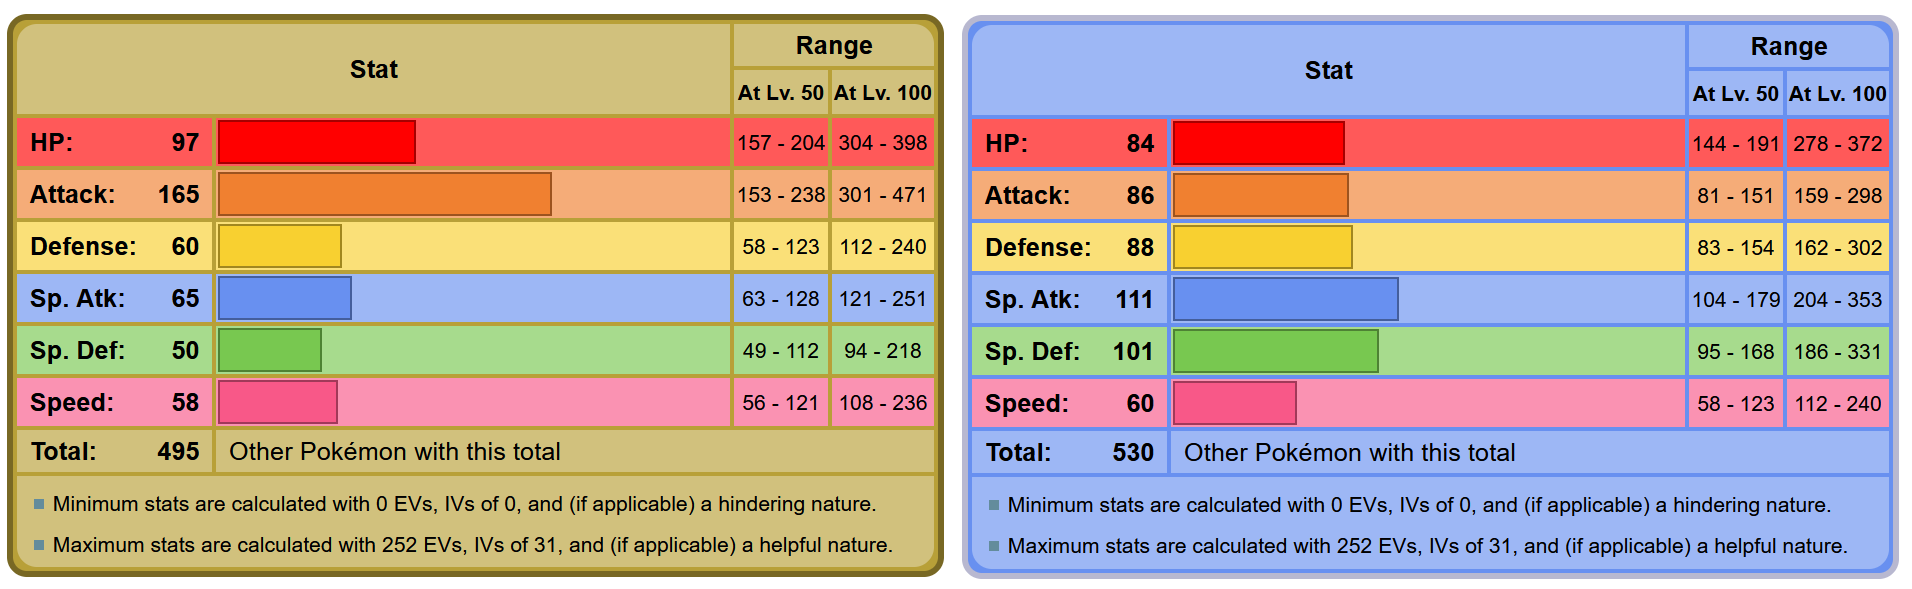 Stat
Range
At Lv. 50 At Lv. 100
HP: 97 157 - 204 304 - 398
Attack: 165 153 - 238 301 - 471
Defense: 60 58 - 123 112 - 240
Sp. Atk: 65 63 - 128 121 - 251
Sp. Def: 50 49 - 112 94 - 218
Speed: 58 56 - 121 108 - 236
Total: 495 Other Pokémon with this total
Minimum stats are calculated with 0 EVs, IVs of 0, and (if applicable) a hindering nature.
Maximum stats are calculated with 252 EVs, IVs of 31, and (if applicable) a helpful nature.
Stat
Range
At Lv. 50 At Lv. 100
HP: 84 144 - 191 278 - 372
Attack: 86 81 - 151 159 - 298
Defense: 88 83 - 154 162 - 302
Sp. Atk: 111 104 - 179 204 - 353
Sp. Def: 101 95 - 168 186 - 331
Speed: 60 58 - 123 112 - 240
Total: 530 Other Pokémon with this total
Minimum stats are calculated with 0 EVs, IVs of 0, and (if applicable) a hindering nature.
Maximum stats are calculated with 252 EVs, IVs of 31, and (if applicable) a helpful nature.